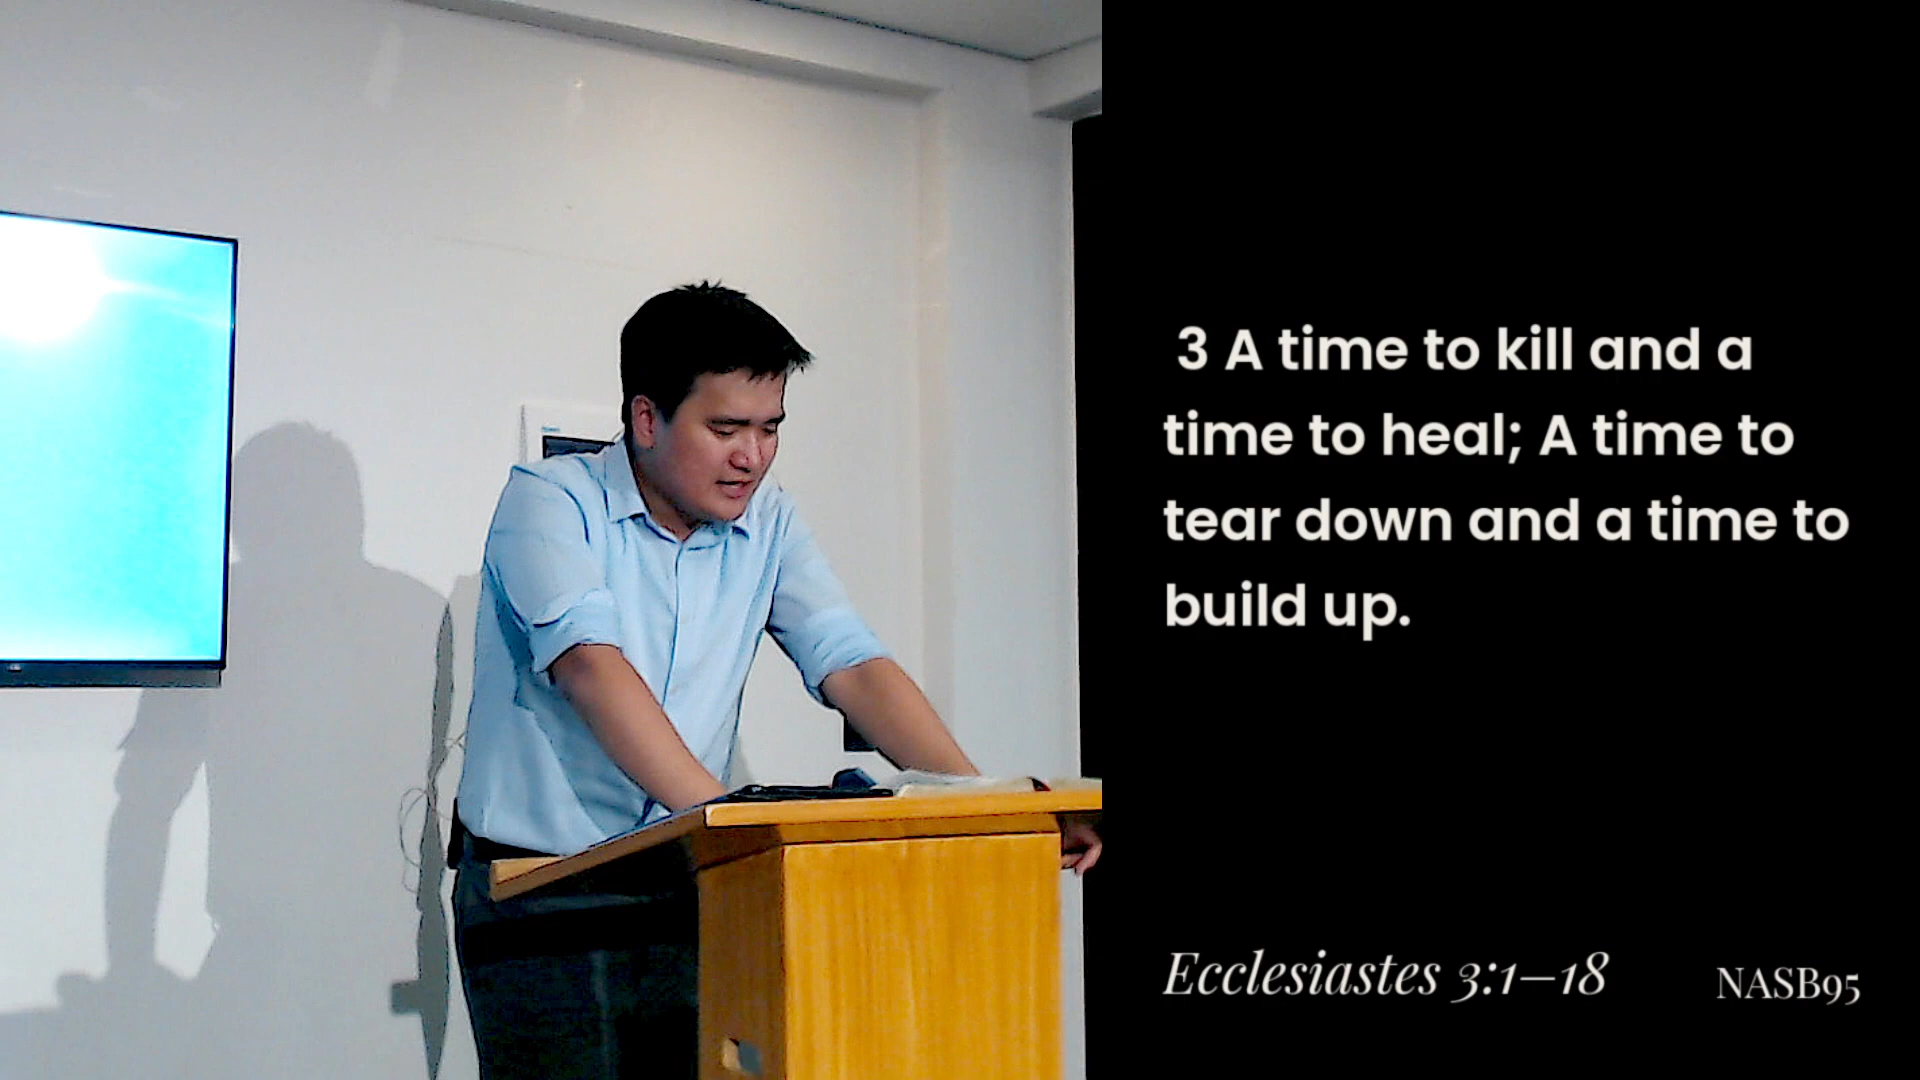 3 A time to kill and a
time to heal; A time to
tear down and a time to
build up.
Ecclesiastes 3:1–18 NASB95